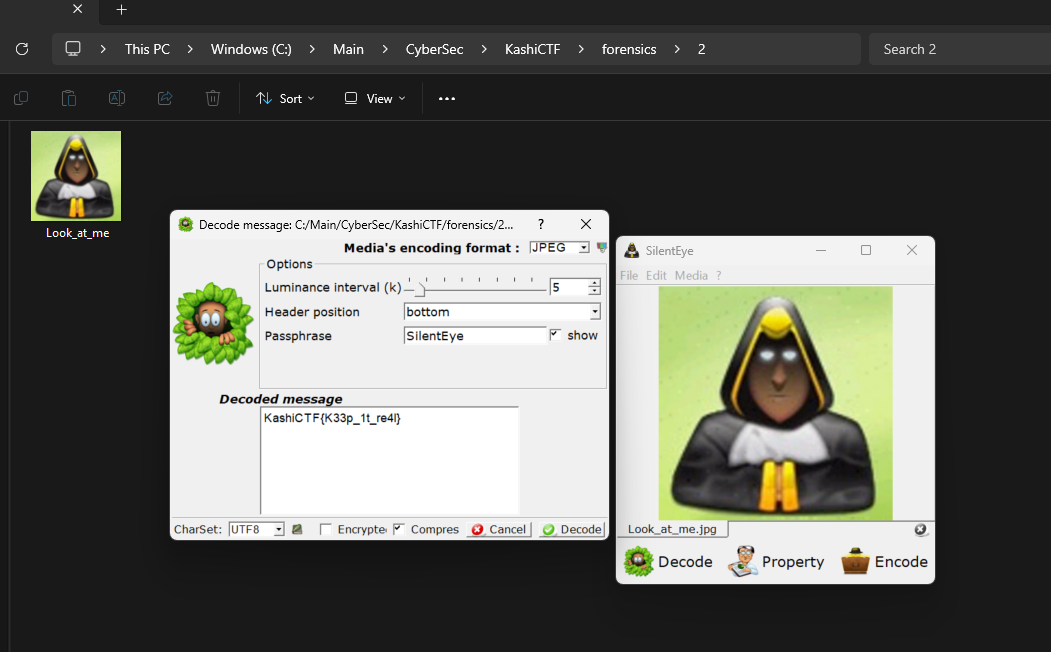 This PC > Windows (C:) > Main > CyberSec > KashiCTF > forensics > 2
Search 2
Sort
View
Look_at_me
Decode message: C:/Main/CyberSec/KashiCTF/forensics/2... ?
Media's encoding format : JPEG
Options
Luminance interval (k) 5
Header position bottom
Passphrase SilentEye show
Decoded message
KashiCTF{K33p_1t_re4l}
CharSet: UTF8 Encrypte Compres Cancel Decode
SilentEye
File Edit Media ?
Look_at_me.jpg
Decode Property Encode